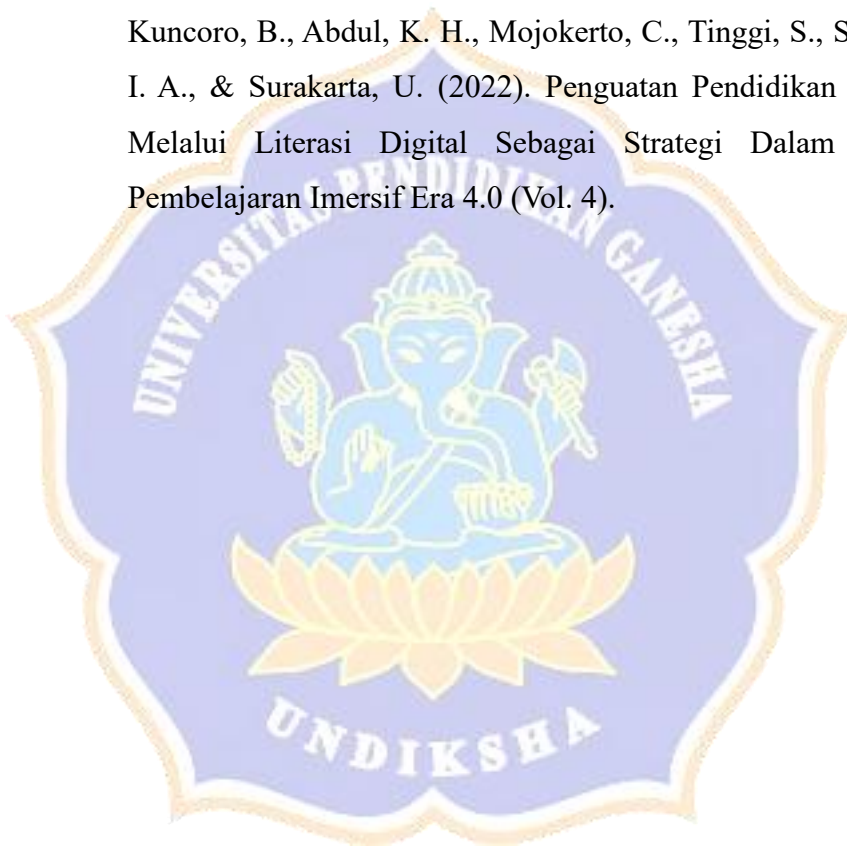 Kuncoro, B., Abdul, K. H., Mojokerto, C., Tinggi, S., S
I. A., & Surakarta, U. (2022). Penguatan Pendidikan
Melalui Literasi Digital Sebagai Strategi Dalam
Pembelajaran Imersif Era 4.0 (Vol. 4).
UNIVERSITAS PENDIDIKAN GANESHA
UNDIKSHA